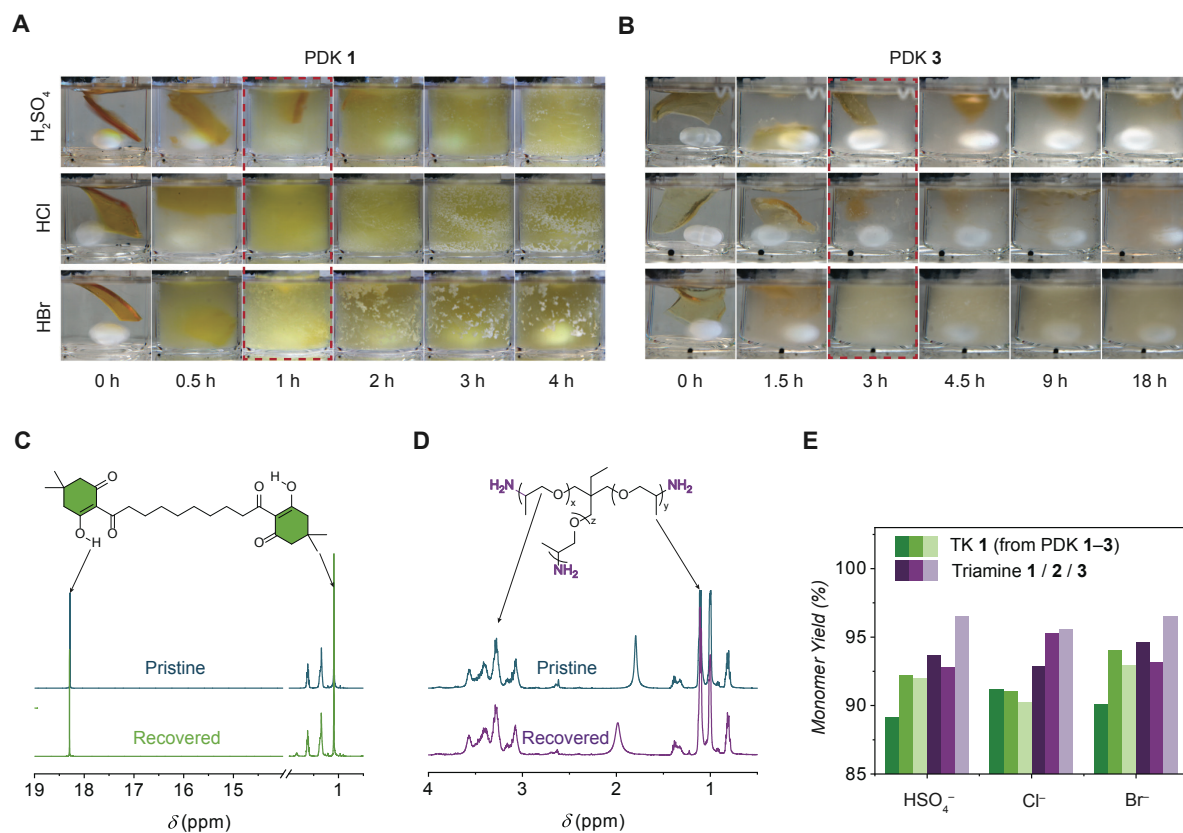 A
B
PDK 1
PDK 3
H₂SO₄
HCl
HBr
0 h
0.5 h
1 h
2 h
3 h
4 h
0 h
1.5 h
3 h
4.5 h
9 h
18 h
C
D
E
O
O
O
H
H
O
O
O
Pristine
Recovered
19
18
17
16
15
1
δ (ppm)
H₂N
O
x
O
y
NH₂
O
z
O
NH₂
Pristine
Recovered
4
3
2
1
δ (ppm)
TK 1 (from PDK 1–3)
Triamine 1 / 2 / 3
Monomer Yield (%)
100
95
90
85
HSO₄⁻
Cl⁻
Br⁻